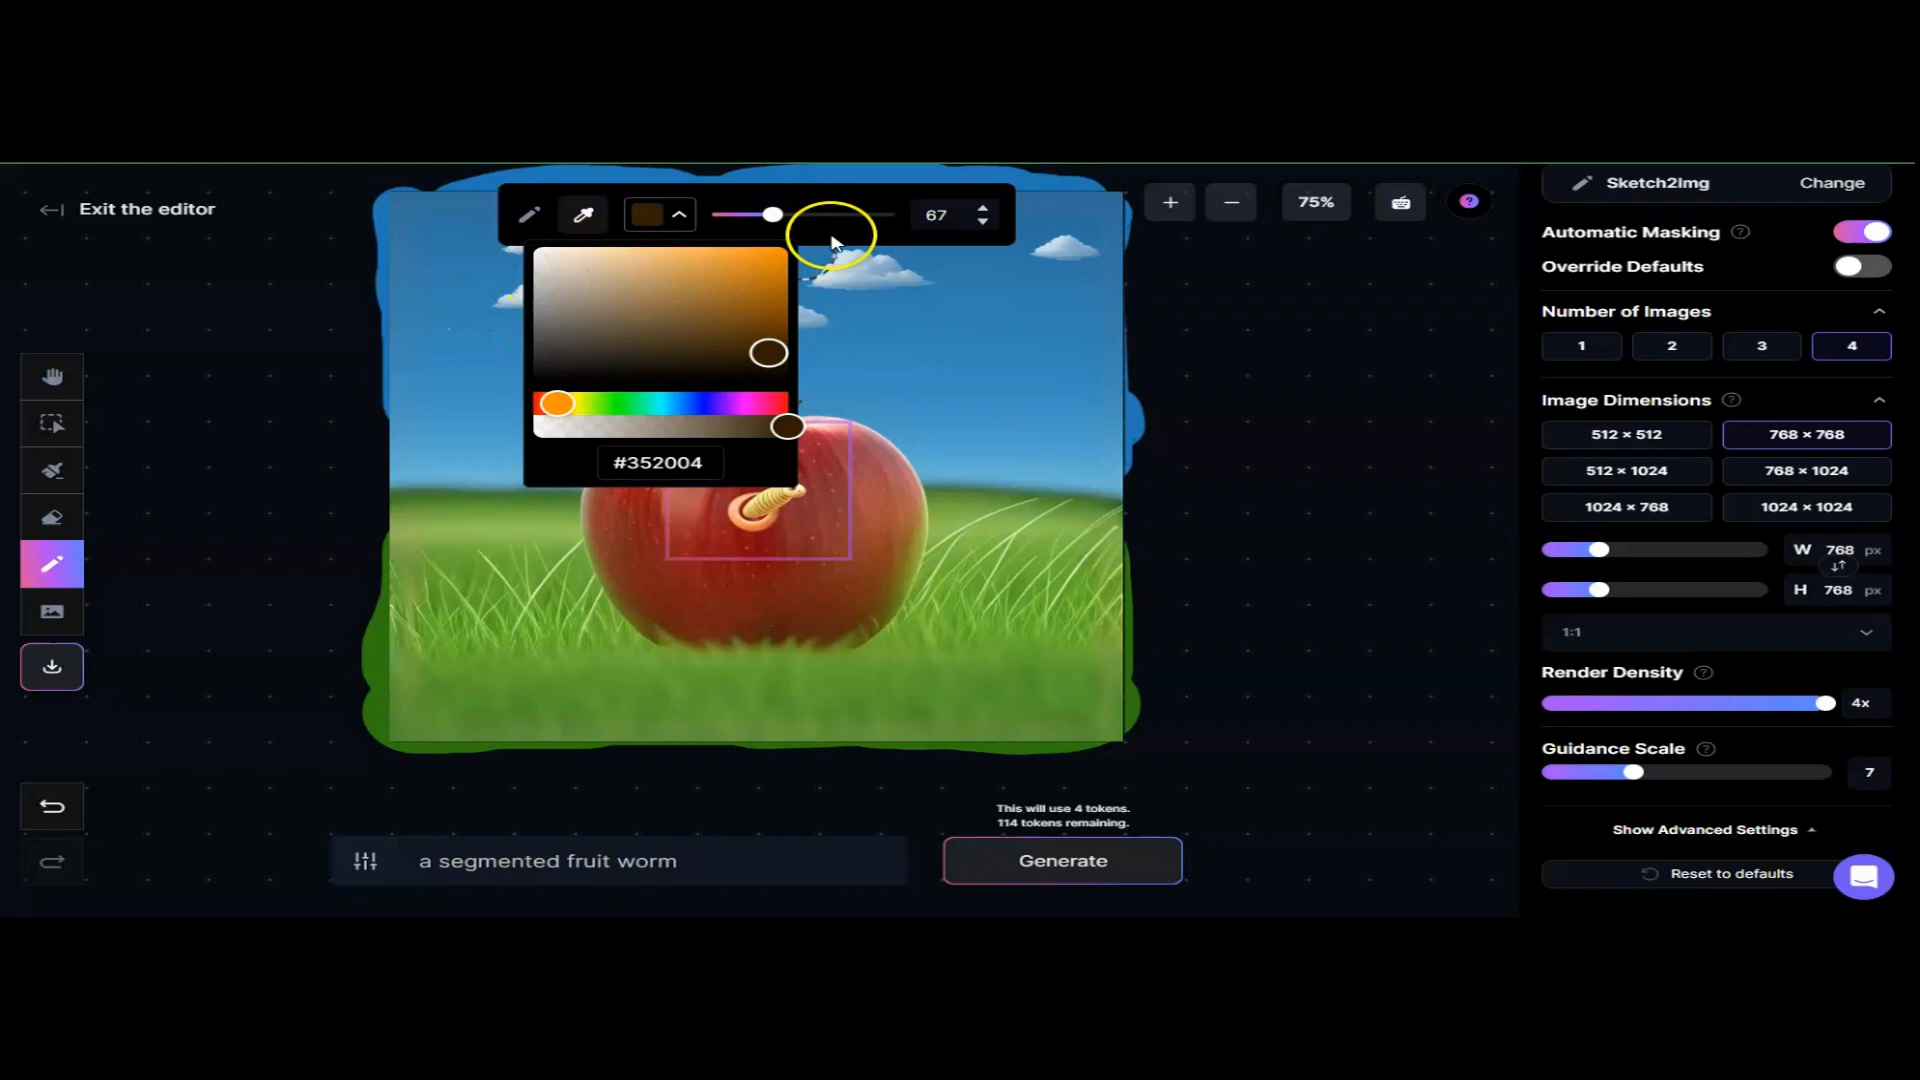 Exit the editor
67
75%
?
#352004
This will use 4 tokens.
114 tokens remaining.
a segmented fruit worm
Generate
Sketch2Img
Change
Automatic Masking ?
Override Defaults
Number of Images
1 2 3 4
Image Dimensions ?
512 × 512 768 × 768
512 × 1024 768 × 1024
1024 × 768 1024 × 1024
W 768 px
H 768 px
1:1
Render Density ?
4x
Guidance Scale ?
7
Show Advanced Settings
Reset to defaults